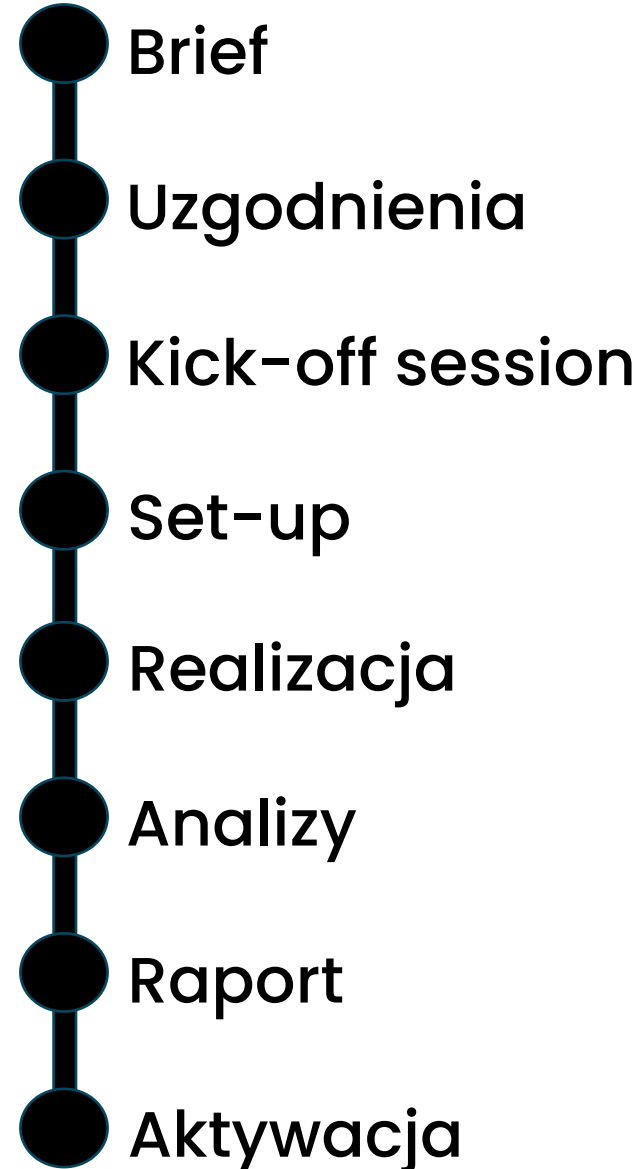 Brief
Uzgodnienia
Kick-off session
Set-up
Realizacja
Analizy
Raport
Aktywacja